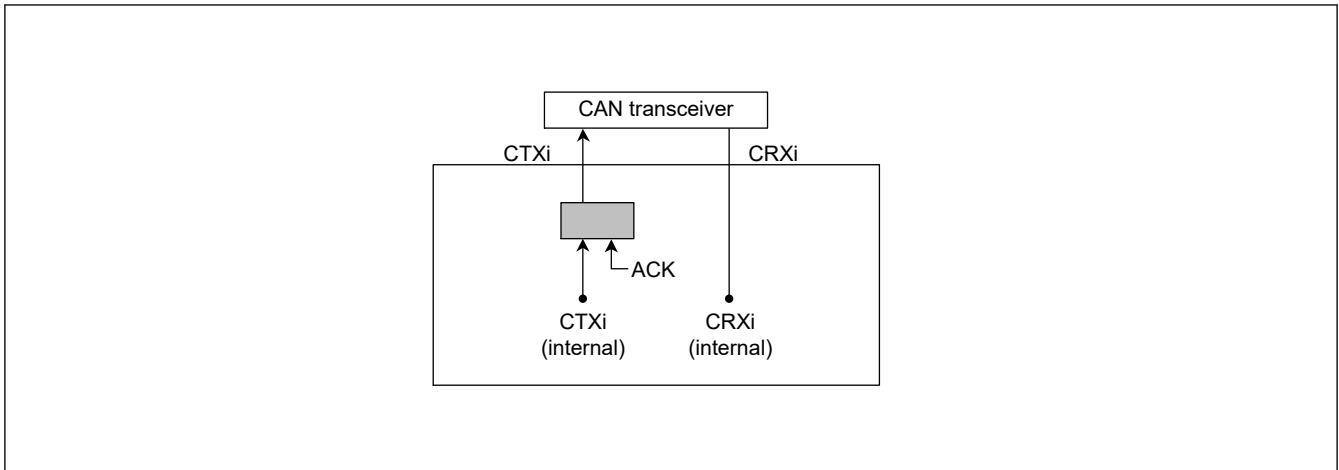 CAN transceiver
CTXi
CRXi
ACK
CTXi
(internal)
CRXi
(internal)